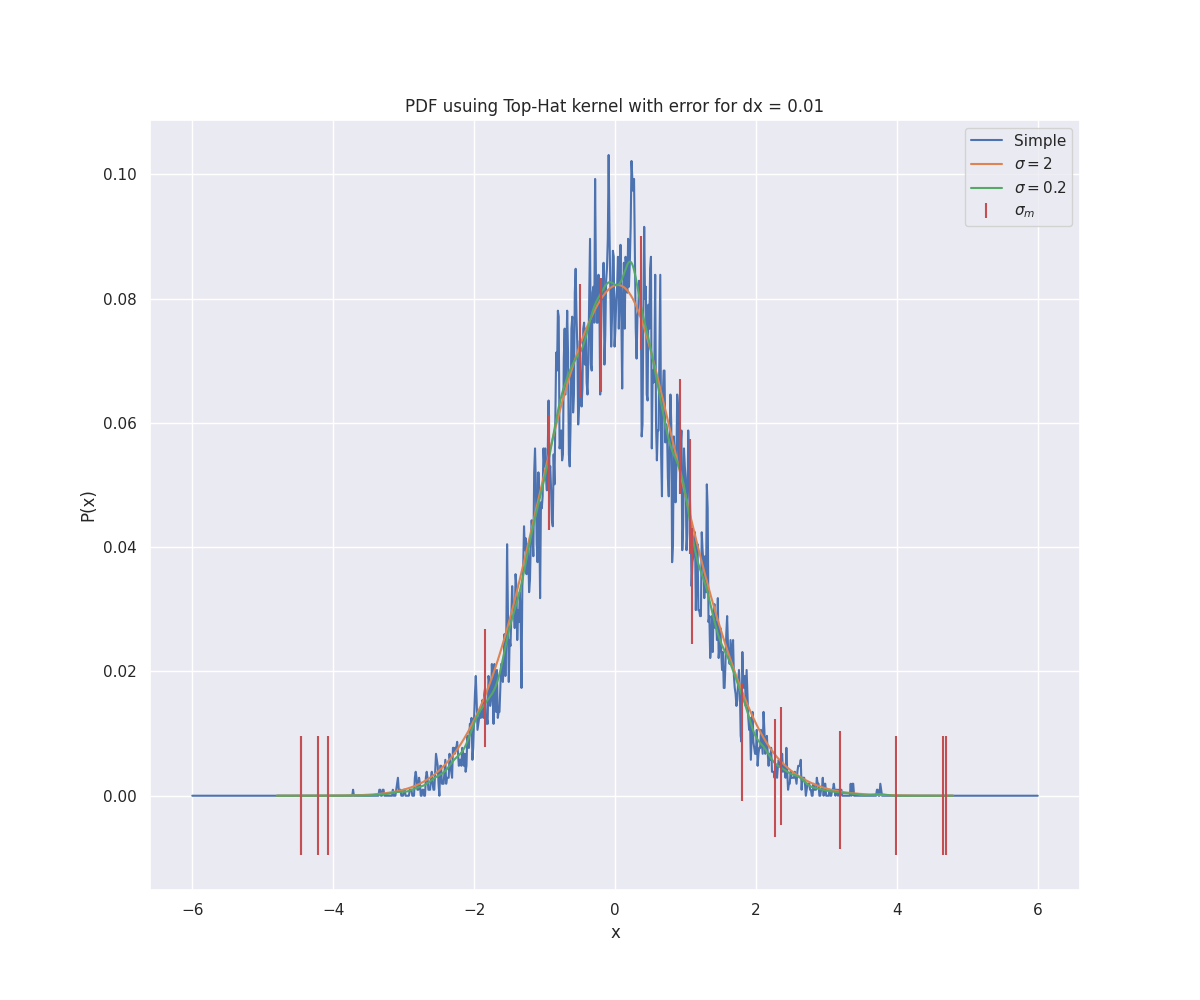 PDF usuing Top-Hat kernel with error for dx = 0.01
Simple
σ = 2
σ = 0.2
σm
0.10
0.08
0.06
0.04
0.02
0.00
P(x)
−6 −4 −2 0 2 4 6
x